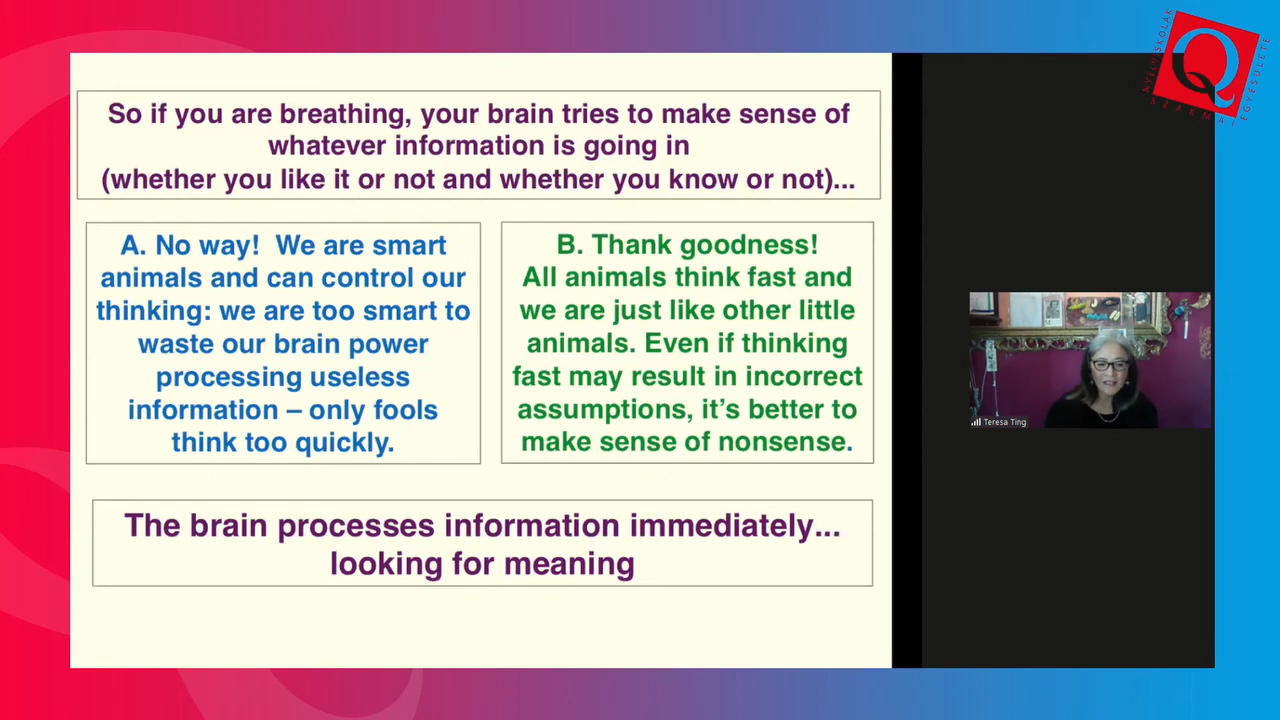 So if you are breathing, your brain tries to make sense of
whatever information is going in
(whether you like it or not and whether you know or not)...
A. No way!  We are smart
animals and can control our
thinking: we are too smart to
waste our brain power
processing useless
information – only fools
think too quickly.
B. Thank goodness!
All animals think fast and
we are just like other little
animals. Even if thinking
fast may result in incorrect
assumptions, it's better to
make sense of nonsense.
The brain processes information immediately...
looking for meaning
Teresa Ting
NYELVISKOLÁK
SZAKMAI
EGYESÜLETE
Q